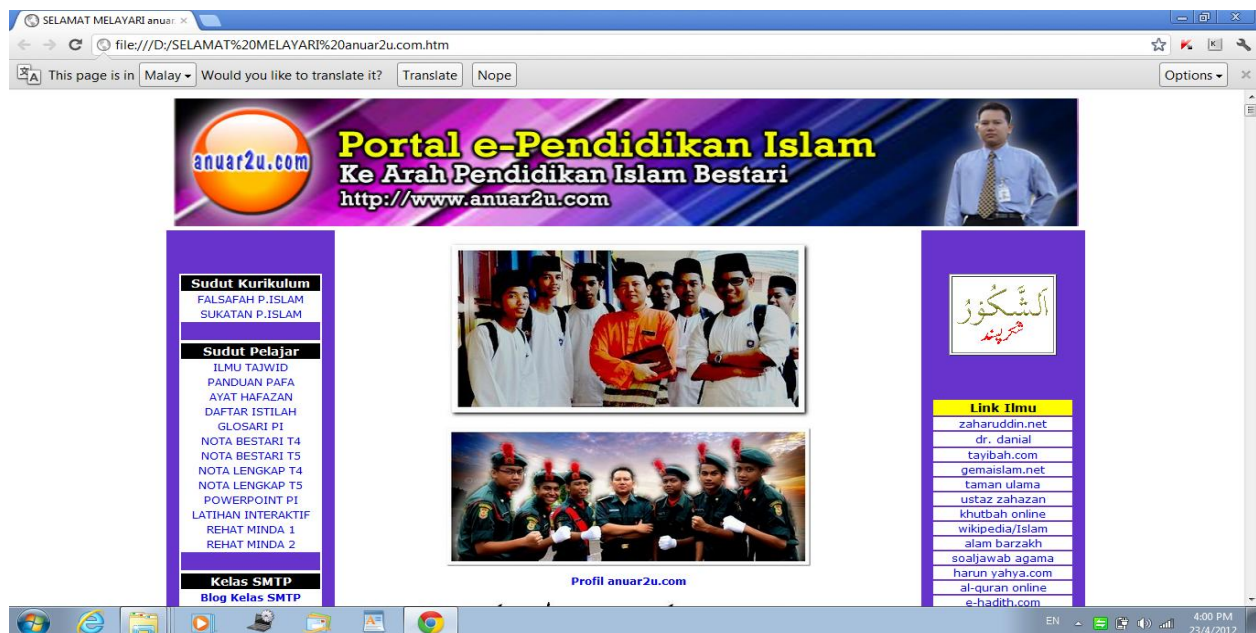 SELAMAT MELAYARI anuar
file:///D:/SELAMAT%20MELAYARI%20anuar2u.com.htm
This page is in Malay Would you like to translate it? Translate Nope Options
anuar2u.com
Portal e-Pendidikan Islam
Ke Arah Pendidikan Islam Bestari
http://www.anuar2u.com
Sudut Kurikulum
FALSAFAH P.ISLAM
SUKATAN P.ISLAM
Sudut Pelajar
ILMU TAJWID
PANDUAN PAFA
AYAT HAFAZAN
DAFTAR ISTILAH
GLOSARI PI
NOTA BESTARI T4
NOTA BESTARI T5
NOTA LENGKAP T4
NOTA LENGKAP T5
POWERPOINT PI
LATIHAN INTERAKTIF
REHAT MINDA 1
REHAT MINDA 2
Kelas SMTP
Blog Kelas SMTP
Profil anuar2u.com
اَلشَّكُوْرُ
Link Ilmu
zaharuddin.net
dr. danial
tayibah.com
gemaislam.net
taman ulama
ustaz zahazan
khutbah online
wikipedia/Islam
alam barzakh
soaljawab agama
harun yahya.com
al-quran online
e-hadith.com
EN
4:00 PM
23/4/2012